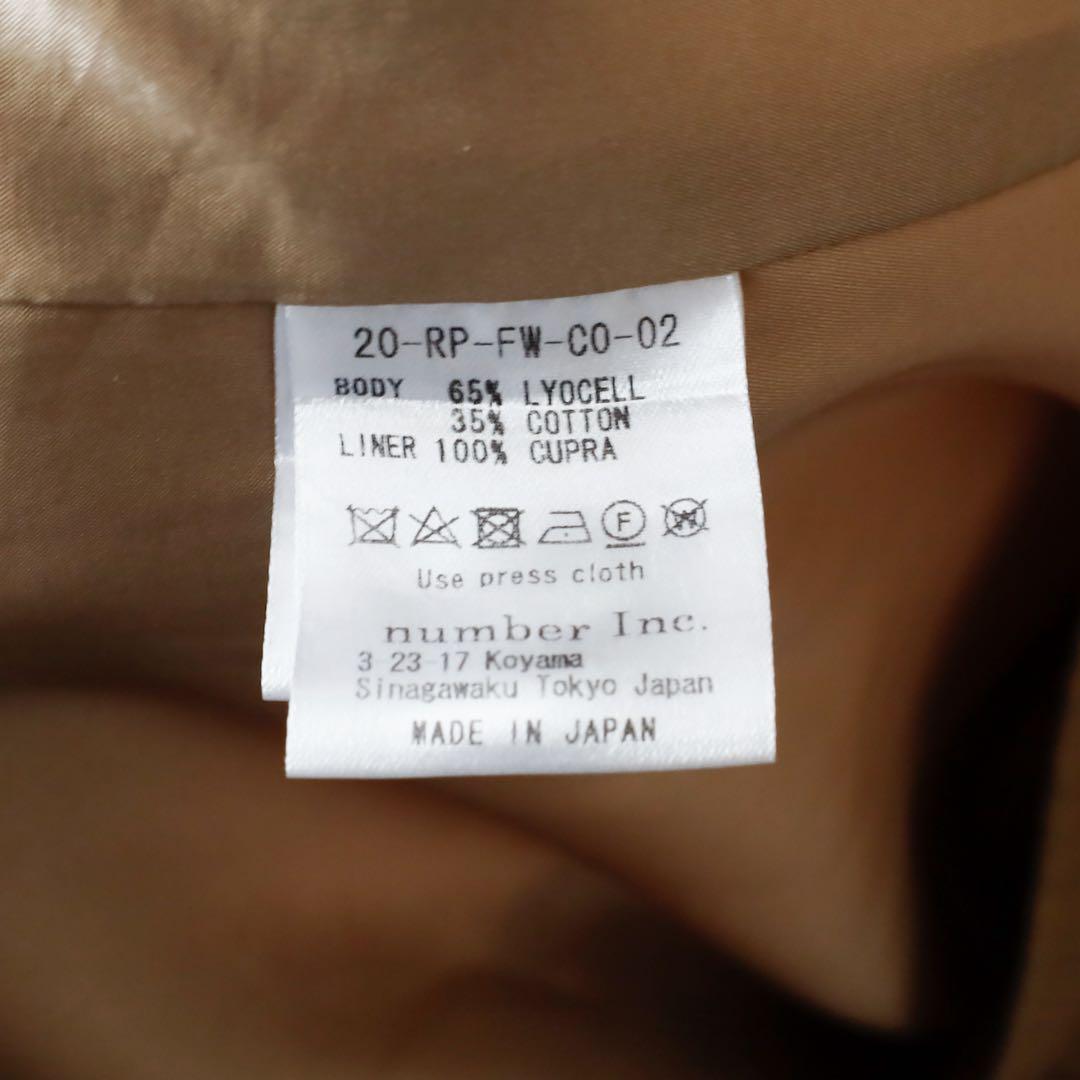 20-RP-FW-CO-02
BODY 65% LYOCELL
35% COTTON
LINER 100% CUPRA
F W
Use press cloth
number Inc.
3-23-17 Koyama
Sinagawaku Tokyo Japan
MADE IN JAPAN